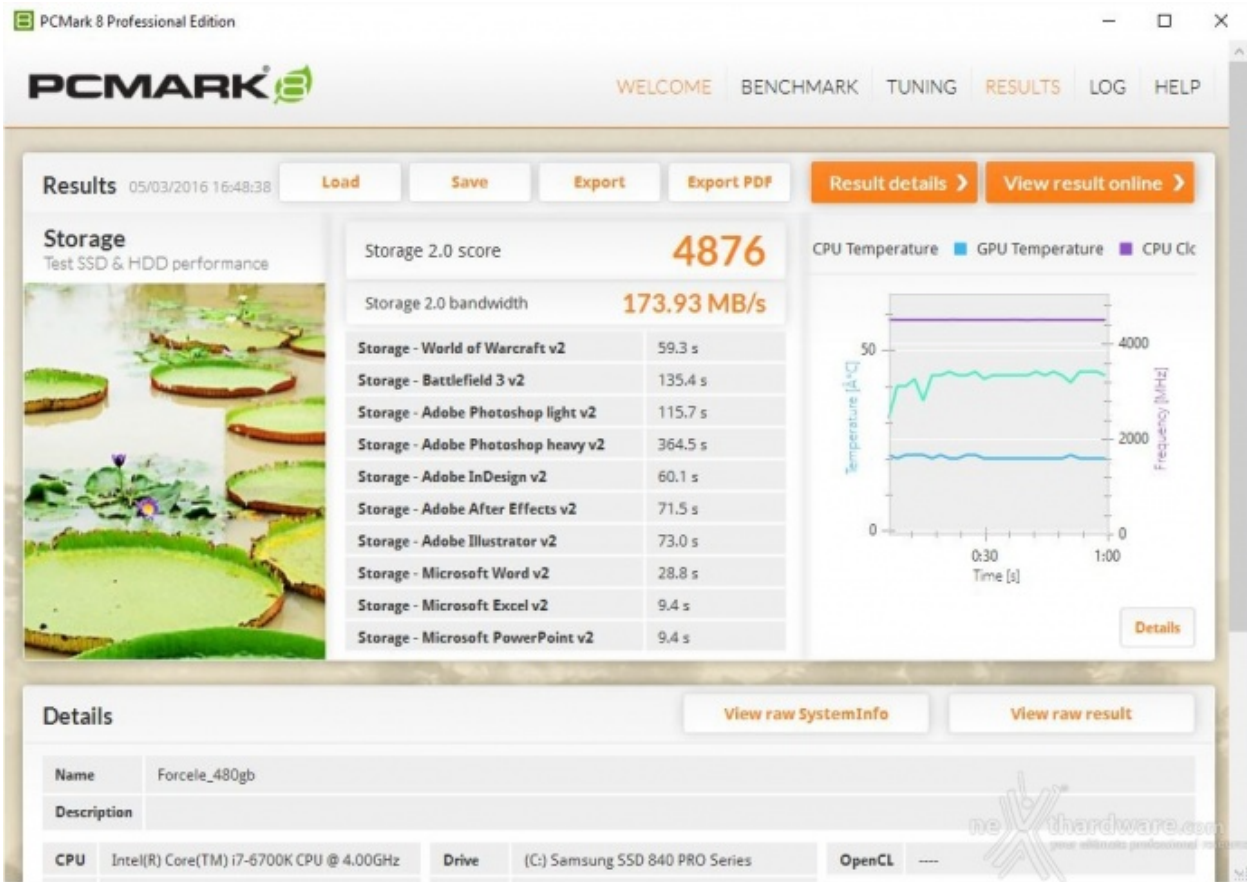 PCMark 8 Professional Edition
PCMARK 8
WELCOME BENCHMARK TUNING RESULTS LOG HELP
Results 05/03/2016 16:48:38 Load Save Export Export PDF Result details View result online
Storage
Test SSD & HDD performance
Storage 2.0 score 4876
Storage 2.0 bandwidth 173.93 MB/s
Storage - World of Warcraft v2 59.3 s
Storage - Battlefield 3 v2 135.4 s
Storage - Adobe Photoshop light v2 115.7 s
Storage - Adobe Photoshop heavy v2 364.5 s
Storage - Adobe InDesign v2 60.1 s
Storage - Adobe After Effects v2 71.5 s
Storage - Adobe Illustrator v2 73.0 s
Storage - Microsoft Word v2 28.8 s
Storage - Microsoft Excel v2 9.4 s
Storage - Microsoft PowerPoint v2 9.4 s
CPU Temperature GPU Temperature CPU Clc
50
0
Temperature [Â°C]
4000
2000
0
Frequency [MHz]
0:30 1:00
Time [s]
Details
Details View raw SystemInfo View raw result
Name Forcele_480gb
Description
CPU Intel(R) Core(TM) i7-6700K CPU @ 4.00GHz Drive (C:) Samsung SSD 840 PRO Series OpenCL ----
nexthardware.com
your ultimate professional